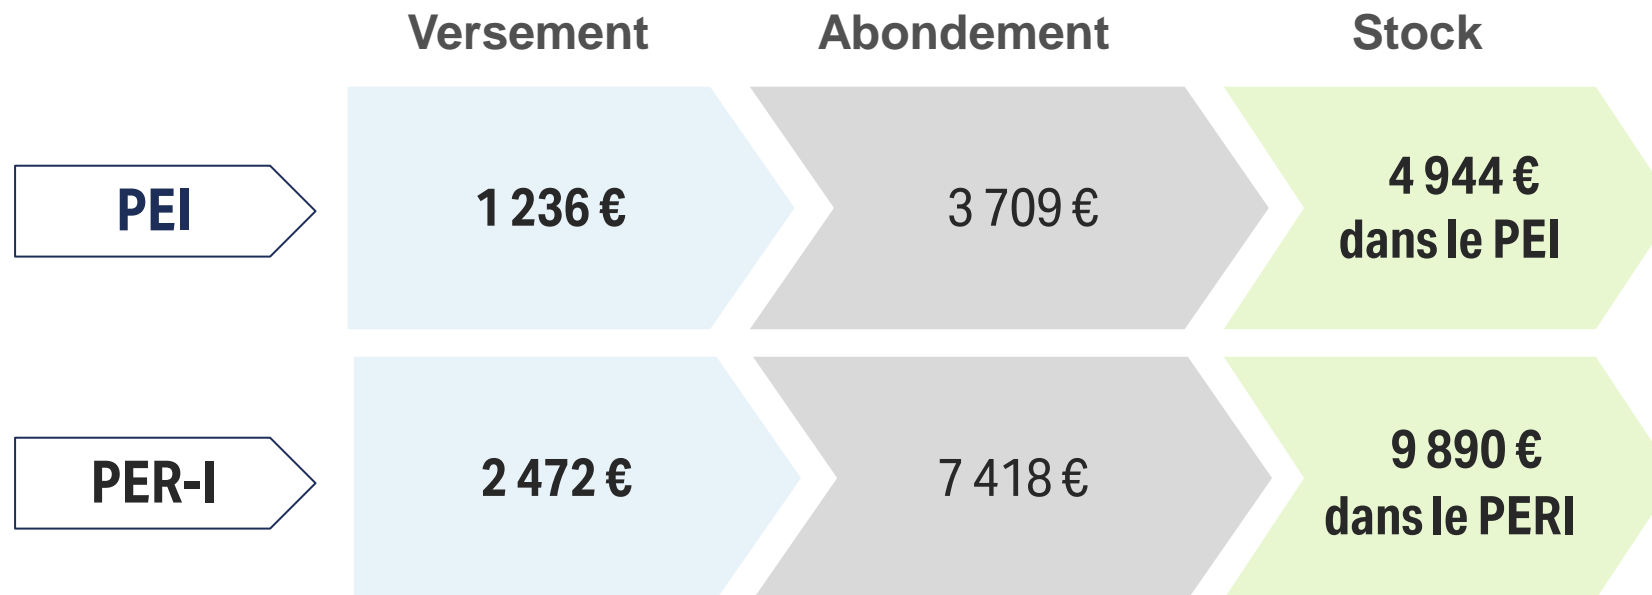 Versement Abondement Stock
PEI 1 236 € 3 709 € 4 944 €
dans le PEI
PER-I 2 472 € 7 418 € 9 890 €
dans le PERI